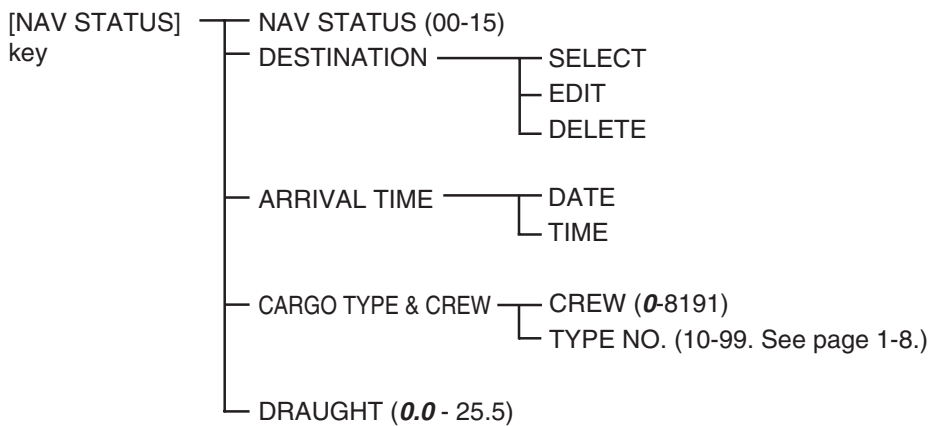 [NAV STATUS] NAV STATUS (00-15)
key DESTINATION SELECT
EDIT
DELETE
ARRIVAL TIME DATE
TIME
CARGO TYPE & CREW CREW (0-8191)
TYPE NO. (10-99. See page 1-8.)
DRAUGHT (0.0 - 25.5)